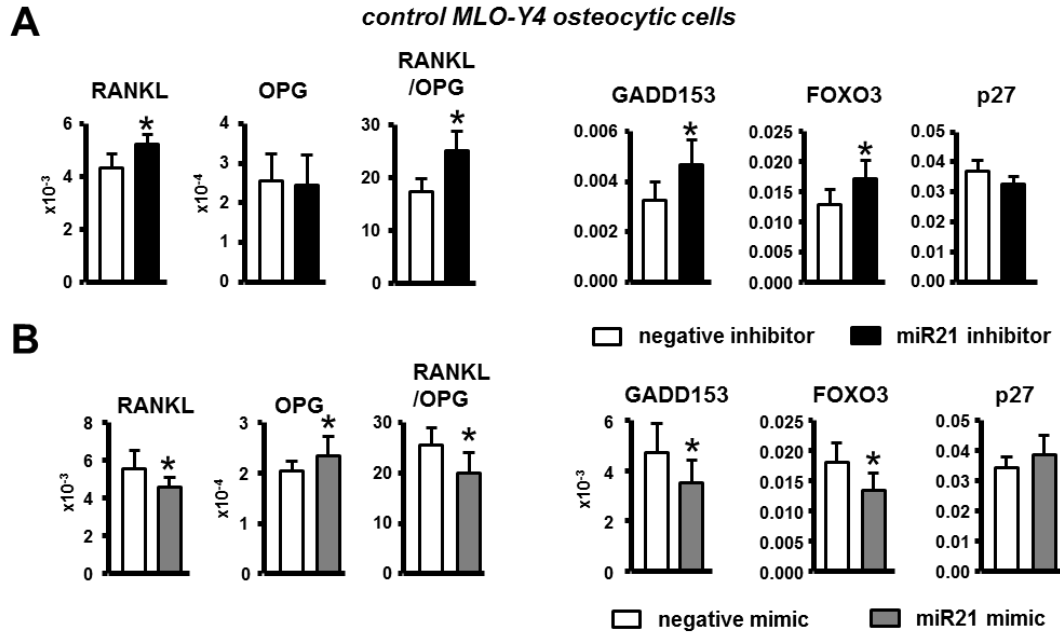 A
control MLO-Y4 osteocytic cells
RANKL
OPG
RANKL
/OPG
GADD153
FOXO3
p27
x10-3
6
4
2
0
*
x10-4
4
3
2
1
0
30
20
10
0
*
0.006
0.004
0.002
0.000
*
0.025
0.020
0.015
0.010
0.005
0.000
*
0.05
0.04
0.03
0.02
0.01
0.00
negative inhibitor
miR21 inhibitor
B
RANKL
OPG
RANKL
/OPG
GADD153
FOXO3
p27
x10-3
8
6
4
2
0
*
x10-4
3
2
1
0
*
30
20
10
0
*
x10-3
6
4
2
0
*
0.025
0.020
0.015
0.010
0.005
0.000
*
0.05
0.04
0.03
0.02
0.01
0.00
negative mimic
miR21 mimic